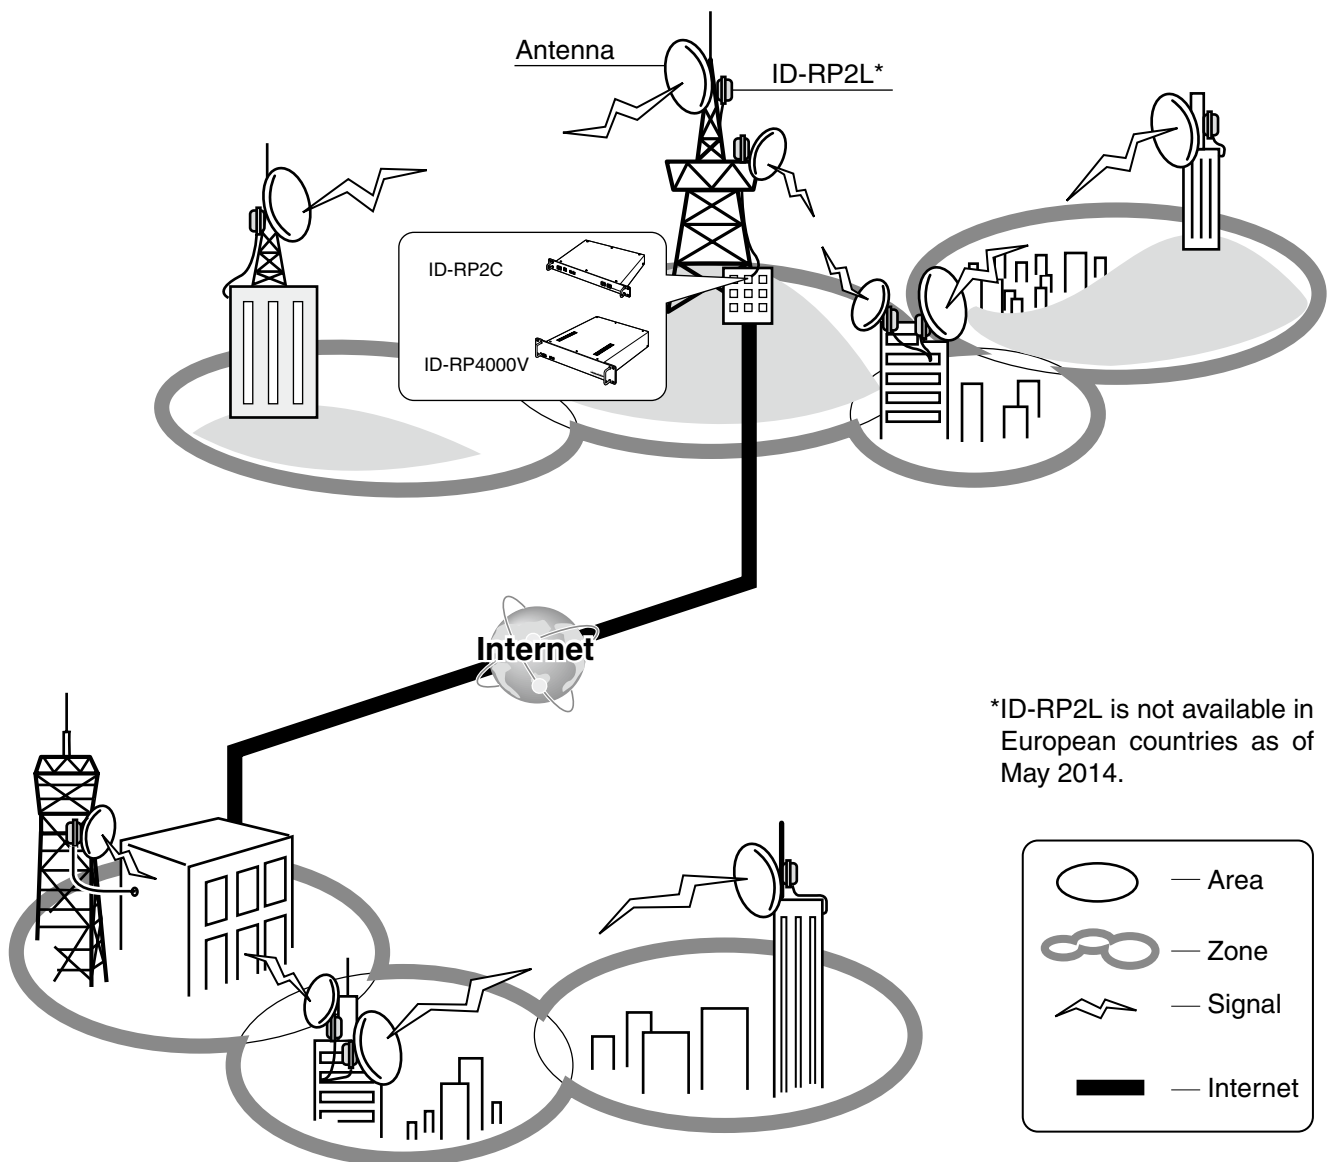 Antenna
ID-RP2L*
ID-RP2C
ID-RP4000V
Internet
*ID-RP2L is not available in
European countries as of
May 2014.
— Area
— Zone
— Signal
— Internet